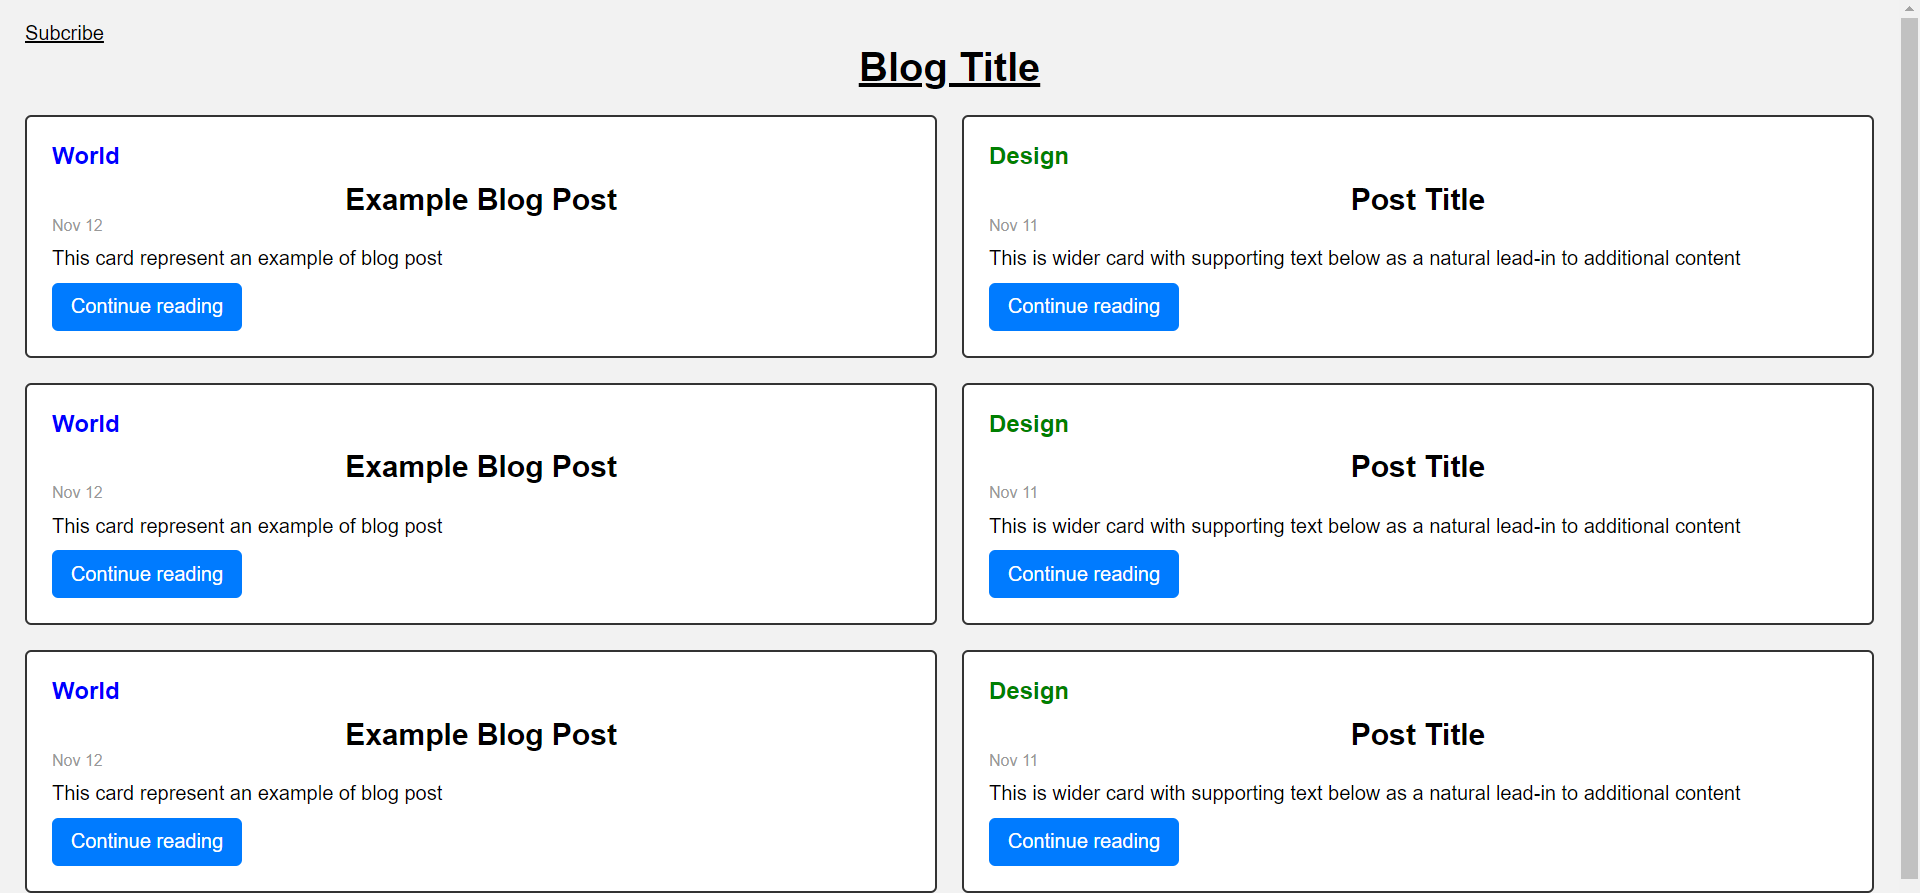 Subcribe
Blog Title
World
Example Blog Post
Nov 12
This card represent an example of blog post
Continue reading
Design
Post Title
Nov 11
This is wider card with supporting text below as a natural lead-in to additional content
Continue reading
World
Example Blog Post
Nov 12
This card represent an example of blog post
Continue reading
Design
Post Title
Nov 11
This is wider card with supporting text below as a natural lead-in to additional content
Continue reading
World
Example Blog Post
Nov 12
This card represent an example of blog post
Continue reading
Design
Post Title
Nov 11
This is wider card with supporting text below as a natural lead-in to additional content
Continue reading